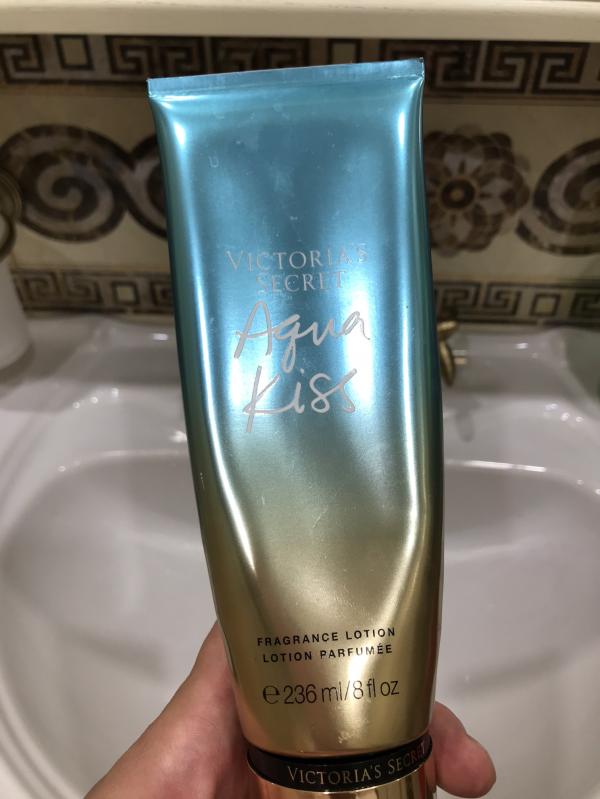 VICTORIA'S
SECRET
Aqua
Kiss
FRAGRANCE LOTION
LOTION PARFUMÉE
℮ 236 ml/8 fl oz
VICTORIA'S SECRET